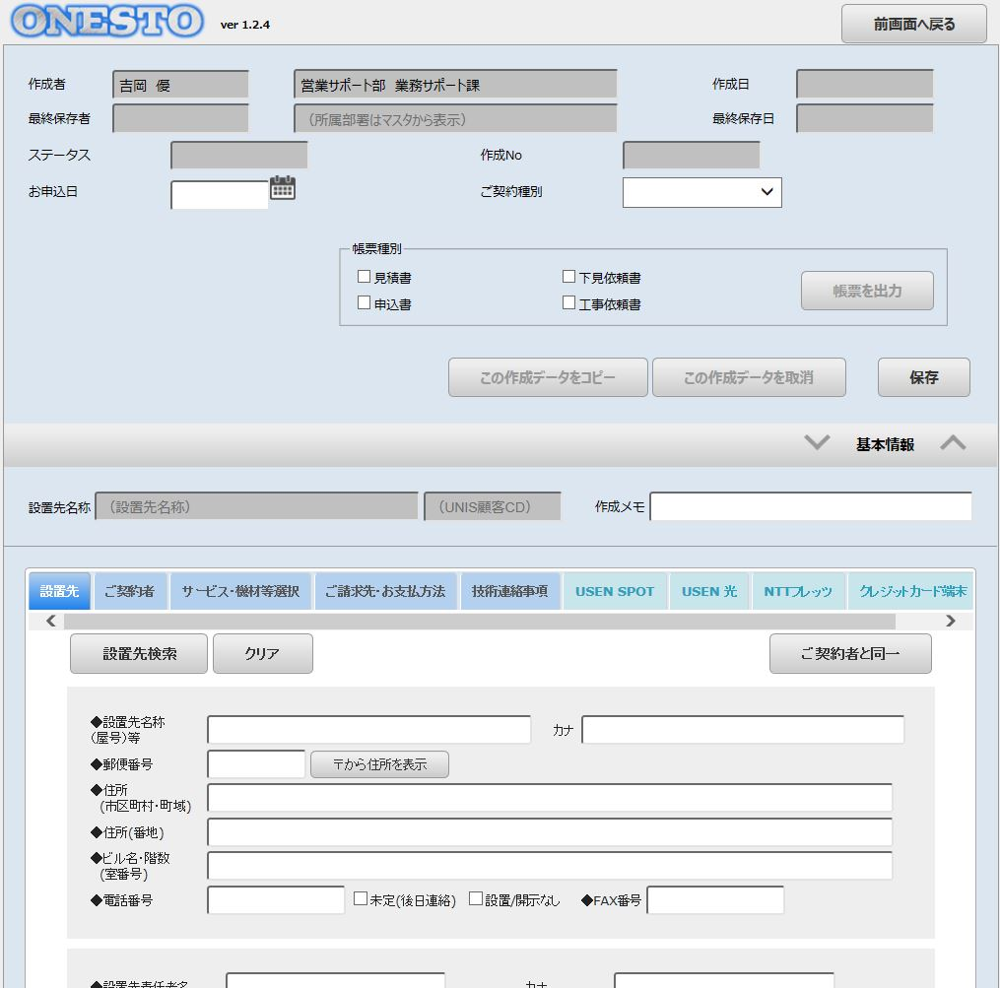 ONESTO ver 1.2.4 前画面へ戻る
作成者 吉岡 優 営業サポート部 業務サポート課 作成日
最終保存者 （所属部署はマスタから表示） 最終保存日
ステータス 作成No
お申込日 ご契約種別
帳票種別
見積書 下見依頼書
帳票を出力
申込書 工事依頼書
この作成データをコピー この作成データを取消 保存
基本情報
設置先名称 （設置先名称） （UNIS顧客CD） 作成メモ
設置先 ご契約者 サービス・機材等選択 ご請求先・お支払方法 技術連絡事項 USEN SPOT USEN 光 NTTフレッツ クレジットカード端末
設置先検索 クリア ご契約者と同一
◆設置先名称
（屋号）等 カナ
◆郵便番号 〒から住所を表示
◆住所
（市区町村・町域）
◆住所(番地)
◆ビル名・階数
（室番号）
◆電話番号 未定(後日連絡) 設置/開示なし ◆FAX番号
◆設置先責任者名 カナ